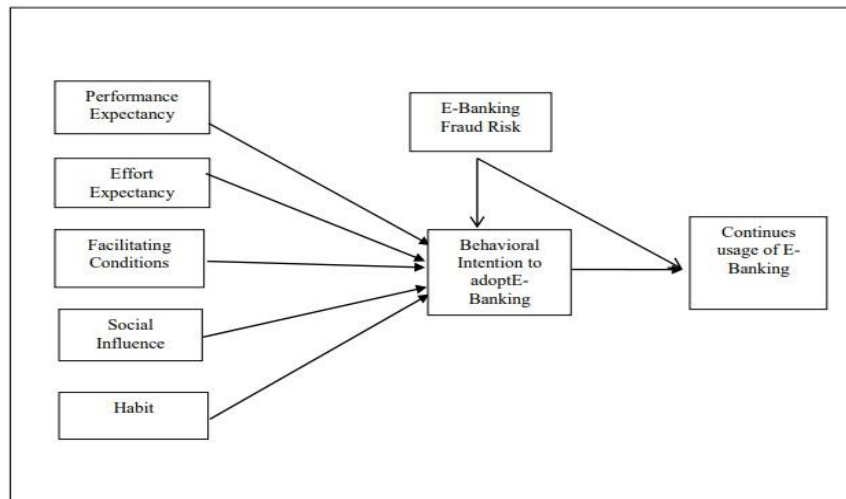 Performance
Expectancy
Effort
Expectancy
Facilitating
Conditions
Social
Influence
Habit
E-Banking
Fraud Risk
Behavioral
Intention to
adoptE-
Banking
Continues
usage of E-
Banking